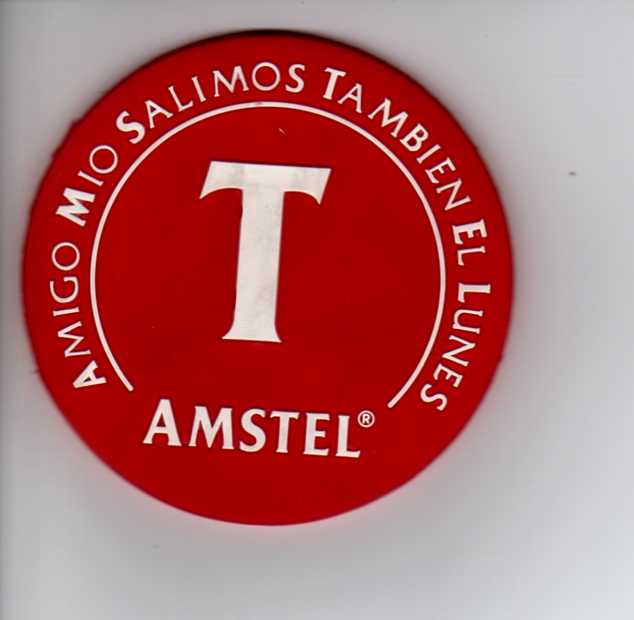 AMIGO MIO SALIMOS TAMBIEN EL LUNES
T
AMSTEL®